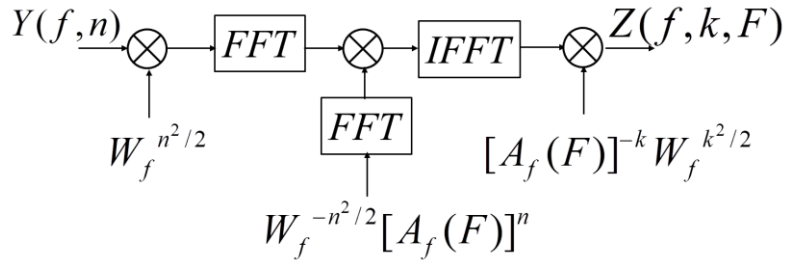 Y(f,n) FFT IFFT Z(f,k,F)
FFT
W_f^{n^2/2} [A_f(F)]^{-k} W_f^{k^2/2}
W_f^{-n^2/2} [A_f(F)]^n